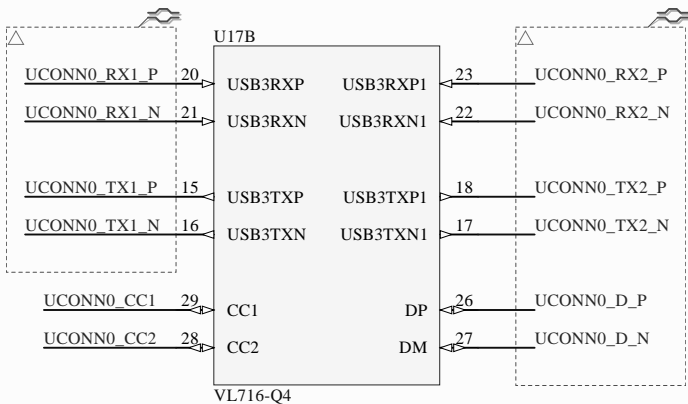 U17B
UCONN0_RX1_P 20 USB3RXP USB3RXP1 23 UCONN0_RX2_P
UCONN0_RX1_N 21 USB3RXN USB3RXN1 22 UCONN0_RX2_N
UCONN0_TX1_P 15 USB3TXP USB3TXP1 18 UCONN0_TX2_P
UCONN0_TX1_N 16 USB3TXN USB3TXN1 17 UCONN0_TX2_N
UCONN0_CC1 29 CC1 DP 26 UCONN0_D_P
UCONN0_CC2 28 CC2 DM 27 UCONN0_D_N
VL716-Q4